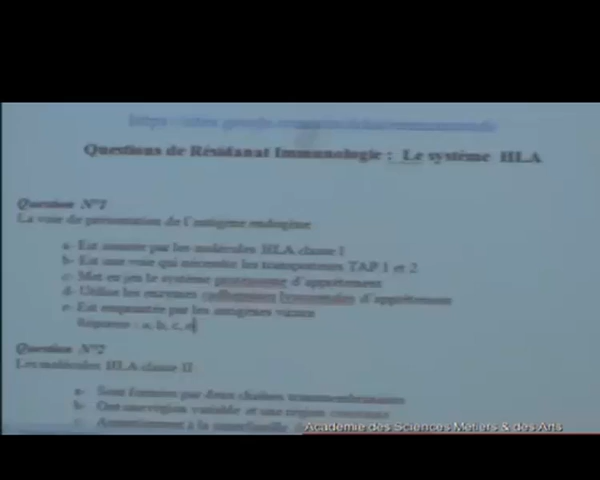 Questions de Résidanat Immunologie : Le système HLA
Question N°1
La voie de présentation de l'antigène endogène
a- Est assurée par les molécules HLA classe I
b- Est une voie qui nécessite les transporteurs TAP 1 et 2
c- Met en jeu le système protéasome d'apprêtement
d- Utilise les enzymes d'apprêtement
e- Est empruntée par les antigènes viraux
Réponse : a, b, c, e
Question N°2
Les molécules HLA classe II
a- Sont formées par deux chaînes transmembranaires
b- Ont une région variable et une région constante
c- Appartiennent à la superfamille
Académie des Sciences Métiers & des Arts